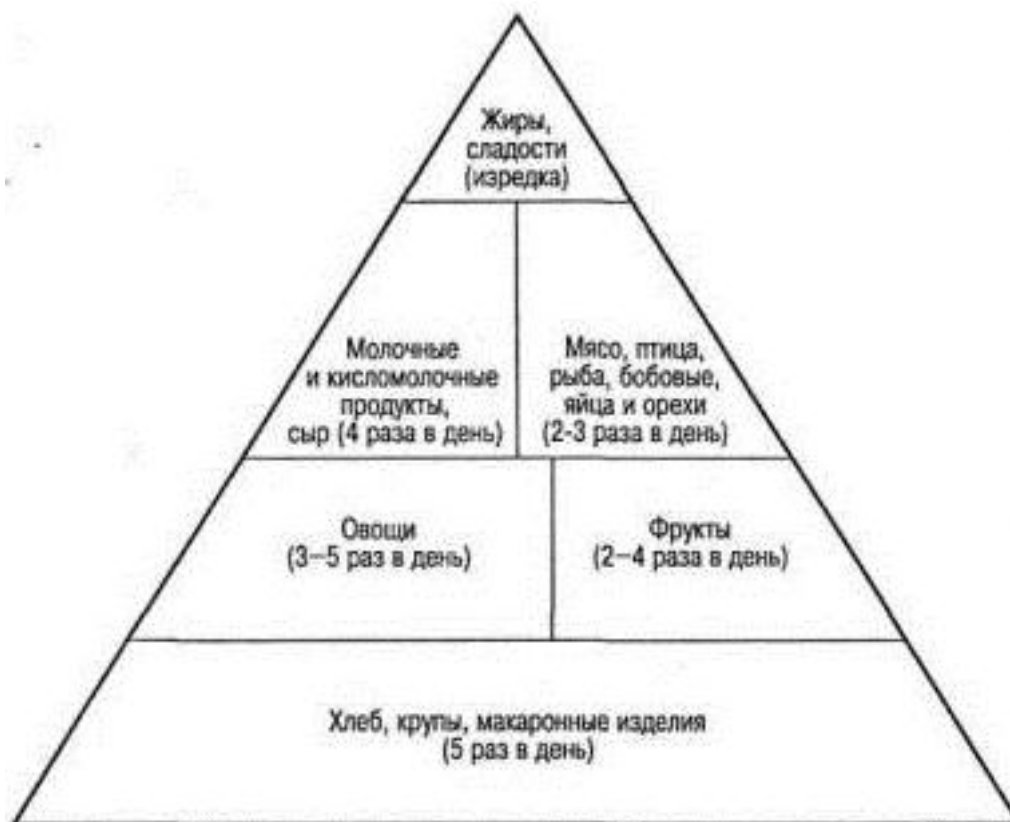 Жиры,
сладости
(изредка)
Молочные
и кисломолочные
продукты,
сыр (4 раза в день)
Мясо, птица,
рыба, бобовые,
яйца и орехи
(2-3 раза в день)
Овощи
(3–5 раз в день)
Фрукты
(2–4 раза в день)
Хлеб, крупы, макаронные изделия
(5 раз в день)